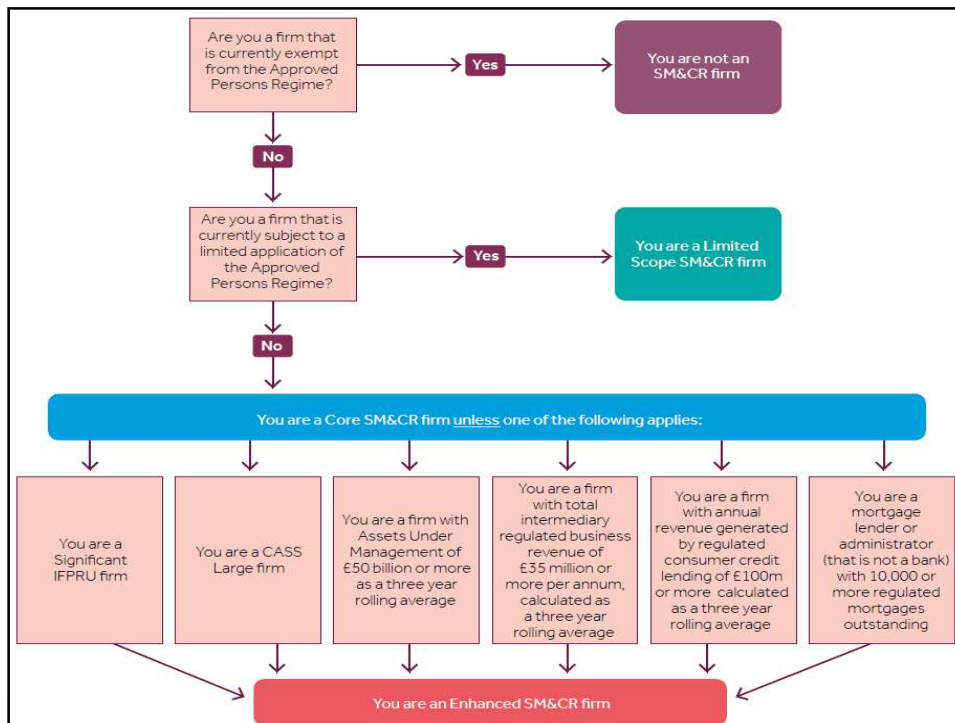 Are you a firm that
is currently exempt
from the Approved
Persons Regime?
Yes
You are not an
SM&CR firm
No
Are you a firm that is
currently subject to a
limited application of
the Approved
Persons Regime?
Yes
You are a Limited
Scope SM&CR firm
No
You are a Core SM&CR firm unless one of the following applies:
You are a
Significant
IFPRU firm
You are a CASS
Large firm
You are a firm with
Assets Under
Management of
£50 billion or more
as a three year
rolling average
You are a firm
with total
intermediary
regulated business
revenue of
£35 million or
more per annum,
calculated as
a three year
rolling average
You are a firm
with annual
revenue generated
by regulated
consumer credit
lending of £100m
or more calculated
as a three year
rolling average
You are a
mortgage
lender or
administrator
(that is not a bank)
with 10,000 or
more regulated
mortgages
outstanding
You are an Enhanced SM&CR firm